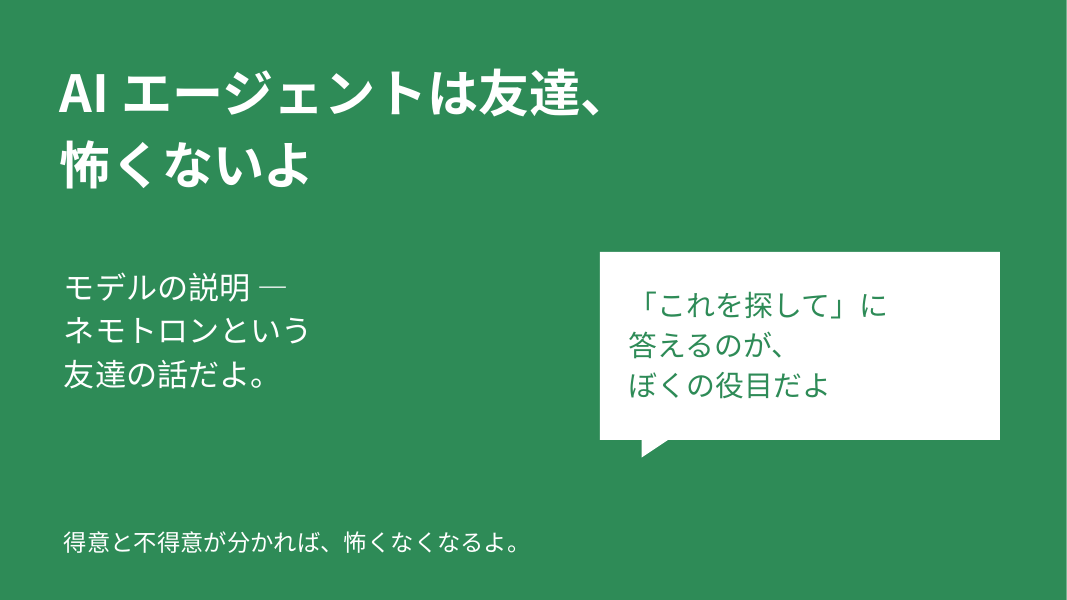 AI エージェントは友達、
怖くないよ
モデルの説明 —
ネモトロンという
友達の話だよ。
「これを探して」に
答えるのが、
ぼくの役目だよ
得意と不得意が分かれば、怖くなくなるよ。